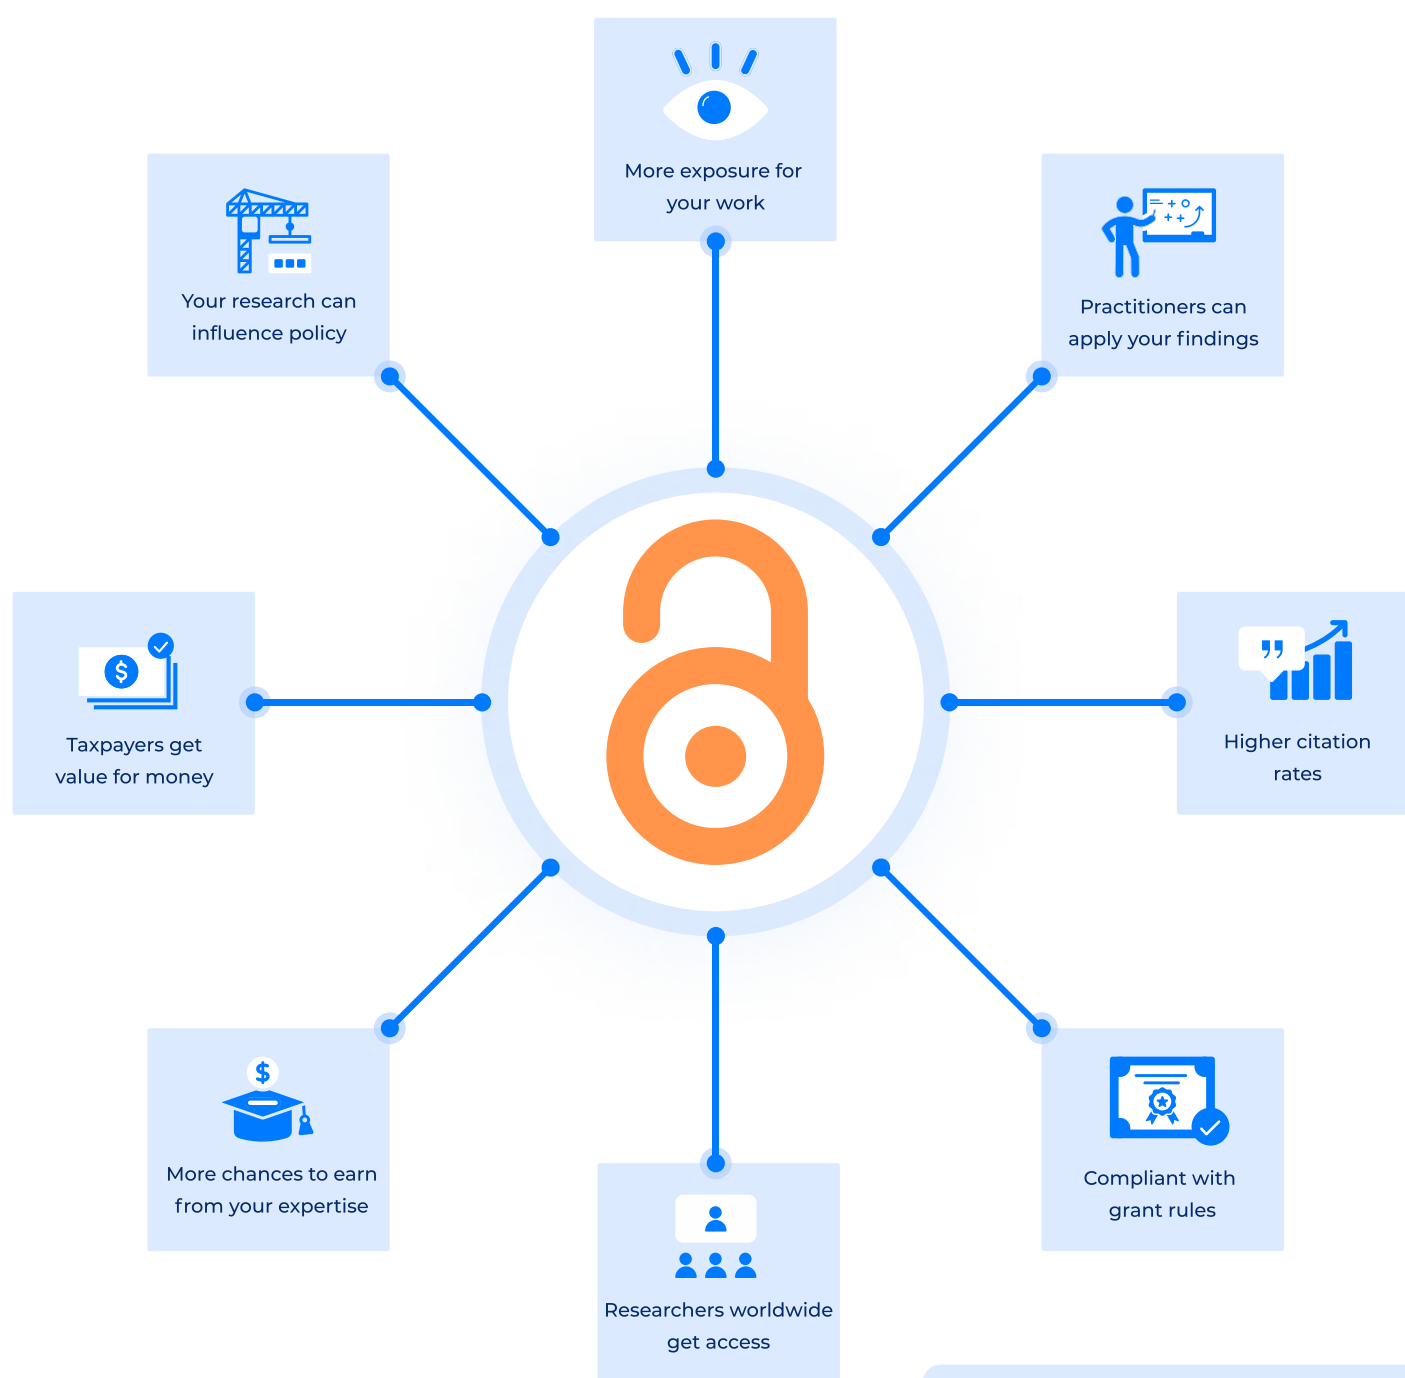 More exposure for
your work
Practitioners can
apply your findings
Higher citation
rates
Compliant with
grant rules
Researchers worldwide
get access
More chances to earn
from your expertise
Taxpayers get
value for money
Your research can
influence policy